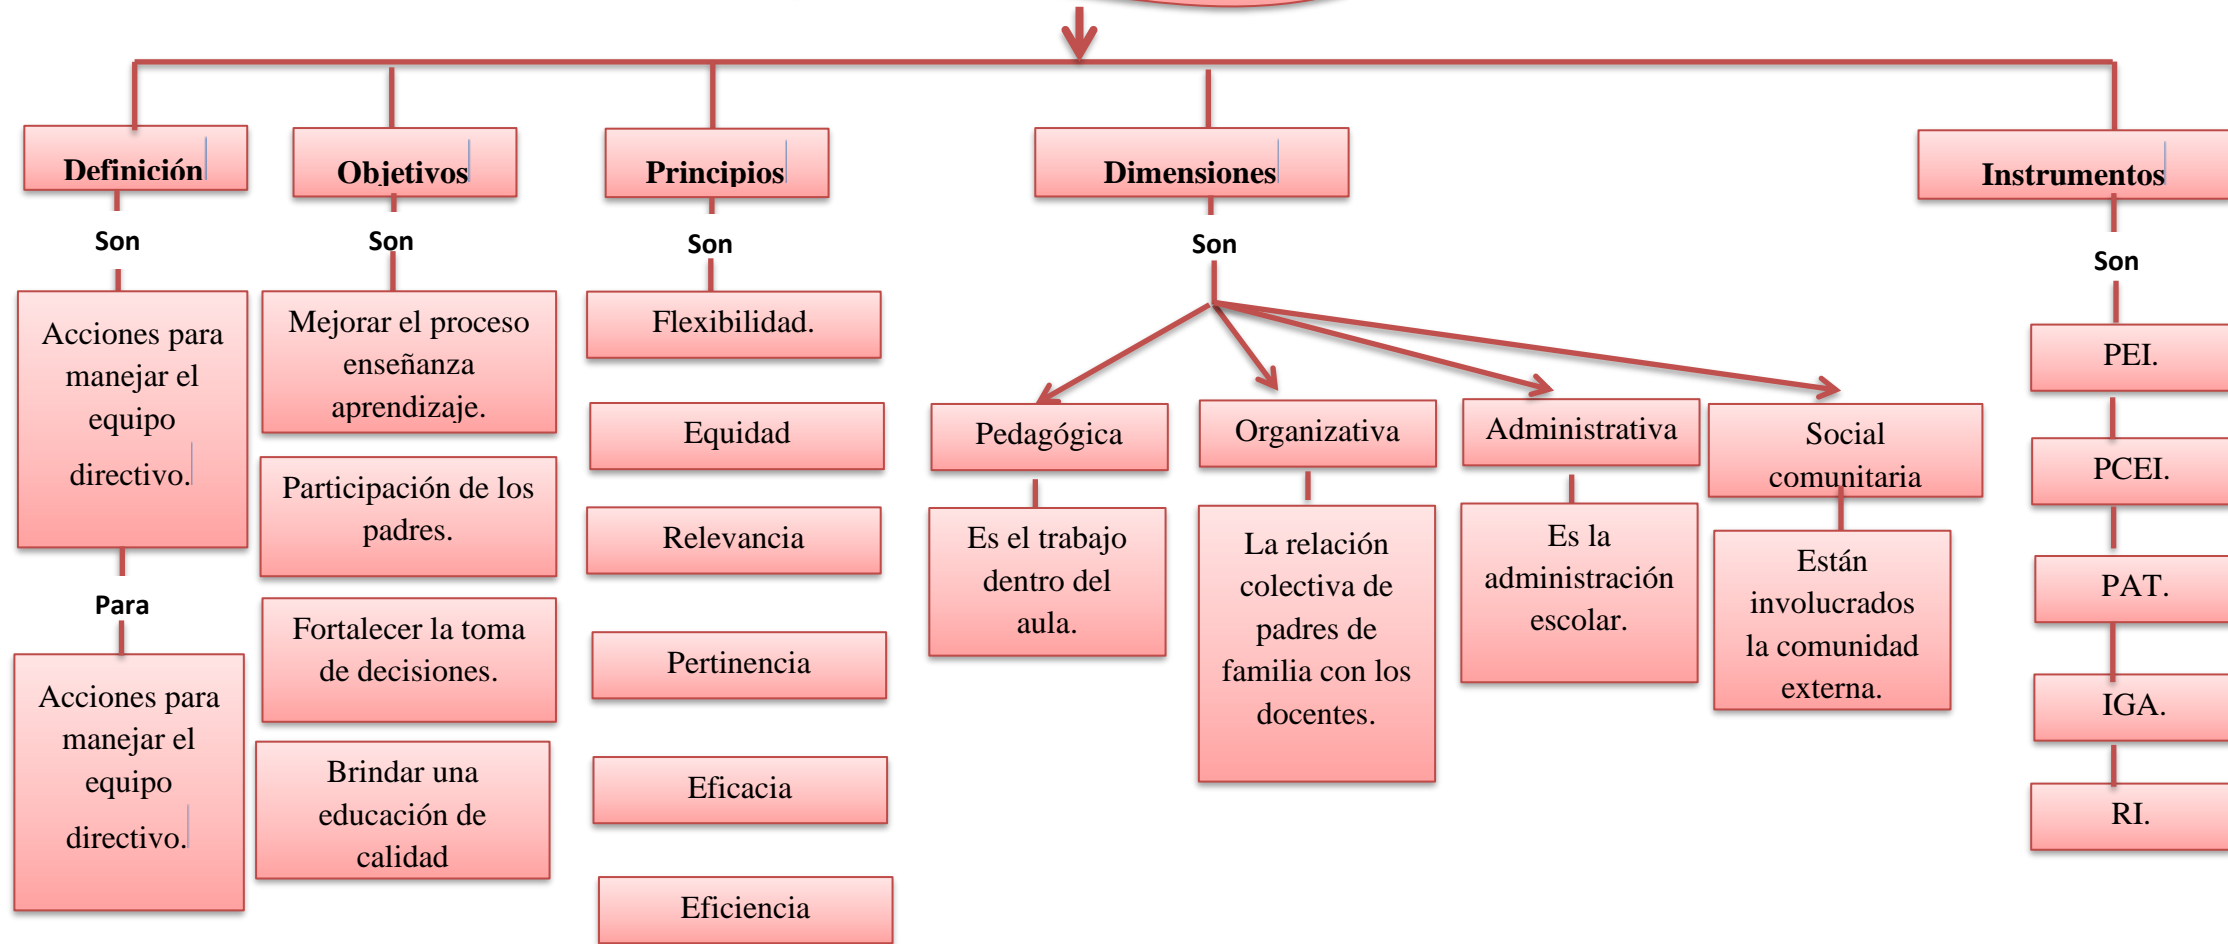 Definición
Son
Acciones para
manejar el
equipo
directivo.
Para
Acciones para
manejar el
equipo
directivo.
Objetivos
Son
Mejorar el proceso
enseñanza
aprendizaje.
Participación de los
padres.
Fortalecer la toma
de decisiones.
Brindar una
educación de
calidad
Principios
Son
Flexibilidad.
Equidad
Relevancia
Pertinencia
Eficacia
Eficiencia
Dimensiones
Son
Pedagógica
Es el trabajo
dentro del
aula.
Organizativa
La relación
colectiva de
padres de
familia con los
docentes.
Administrativa
Es la
administración
escolar.
Social
comunitaria
Están
involucrados
la comunidad
externa.
Instrumentos
Son
PEI.
PCEI.
PAT.
IGA.
RI.